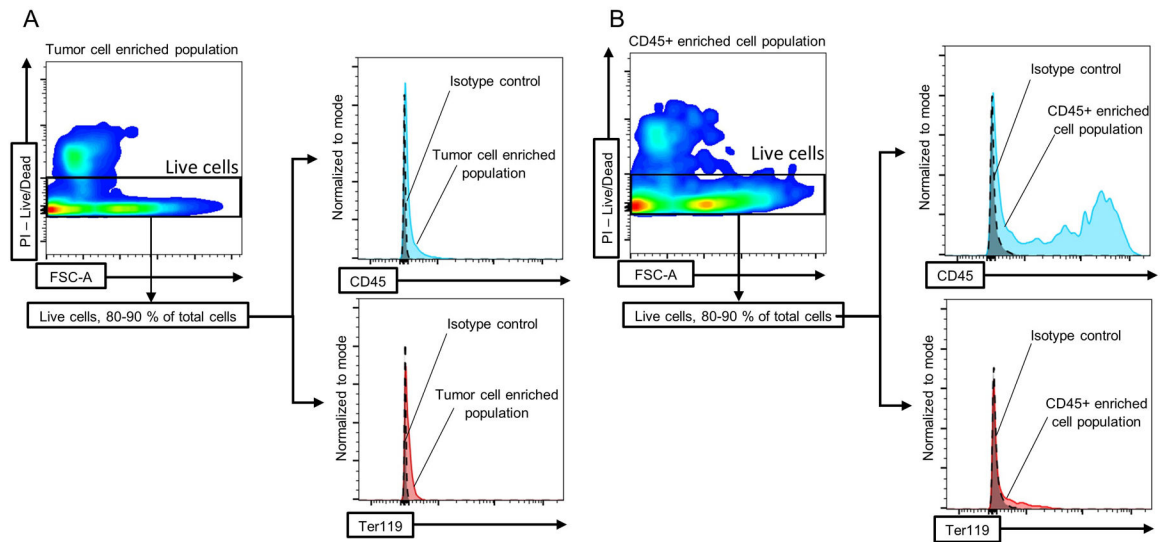 A
Tumor cell enriched population
PI – Live/Dead
Live cells
FSC-A
Live cells, 80-90 % of total cells
Normalized to mode
Isotype control
Tumor cell enriched
population
CD45
Normalized to mode
Isotype control
Tumor cell enriched
population
Ter119
B
CD45+ enriched cell population
PI – Live/Dead
Live cells
FSC-A
Live cells, 80-90 % of total cells
Normalized to mode
Isotype control
CD45+ enriched
cell population
CD45
Normalized to mode
Isotype control
CD45+ enriched
cell population
Ter119